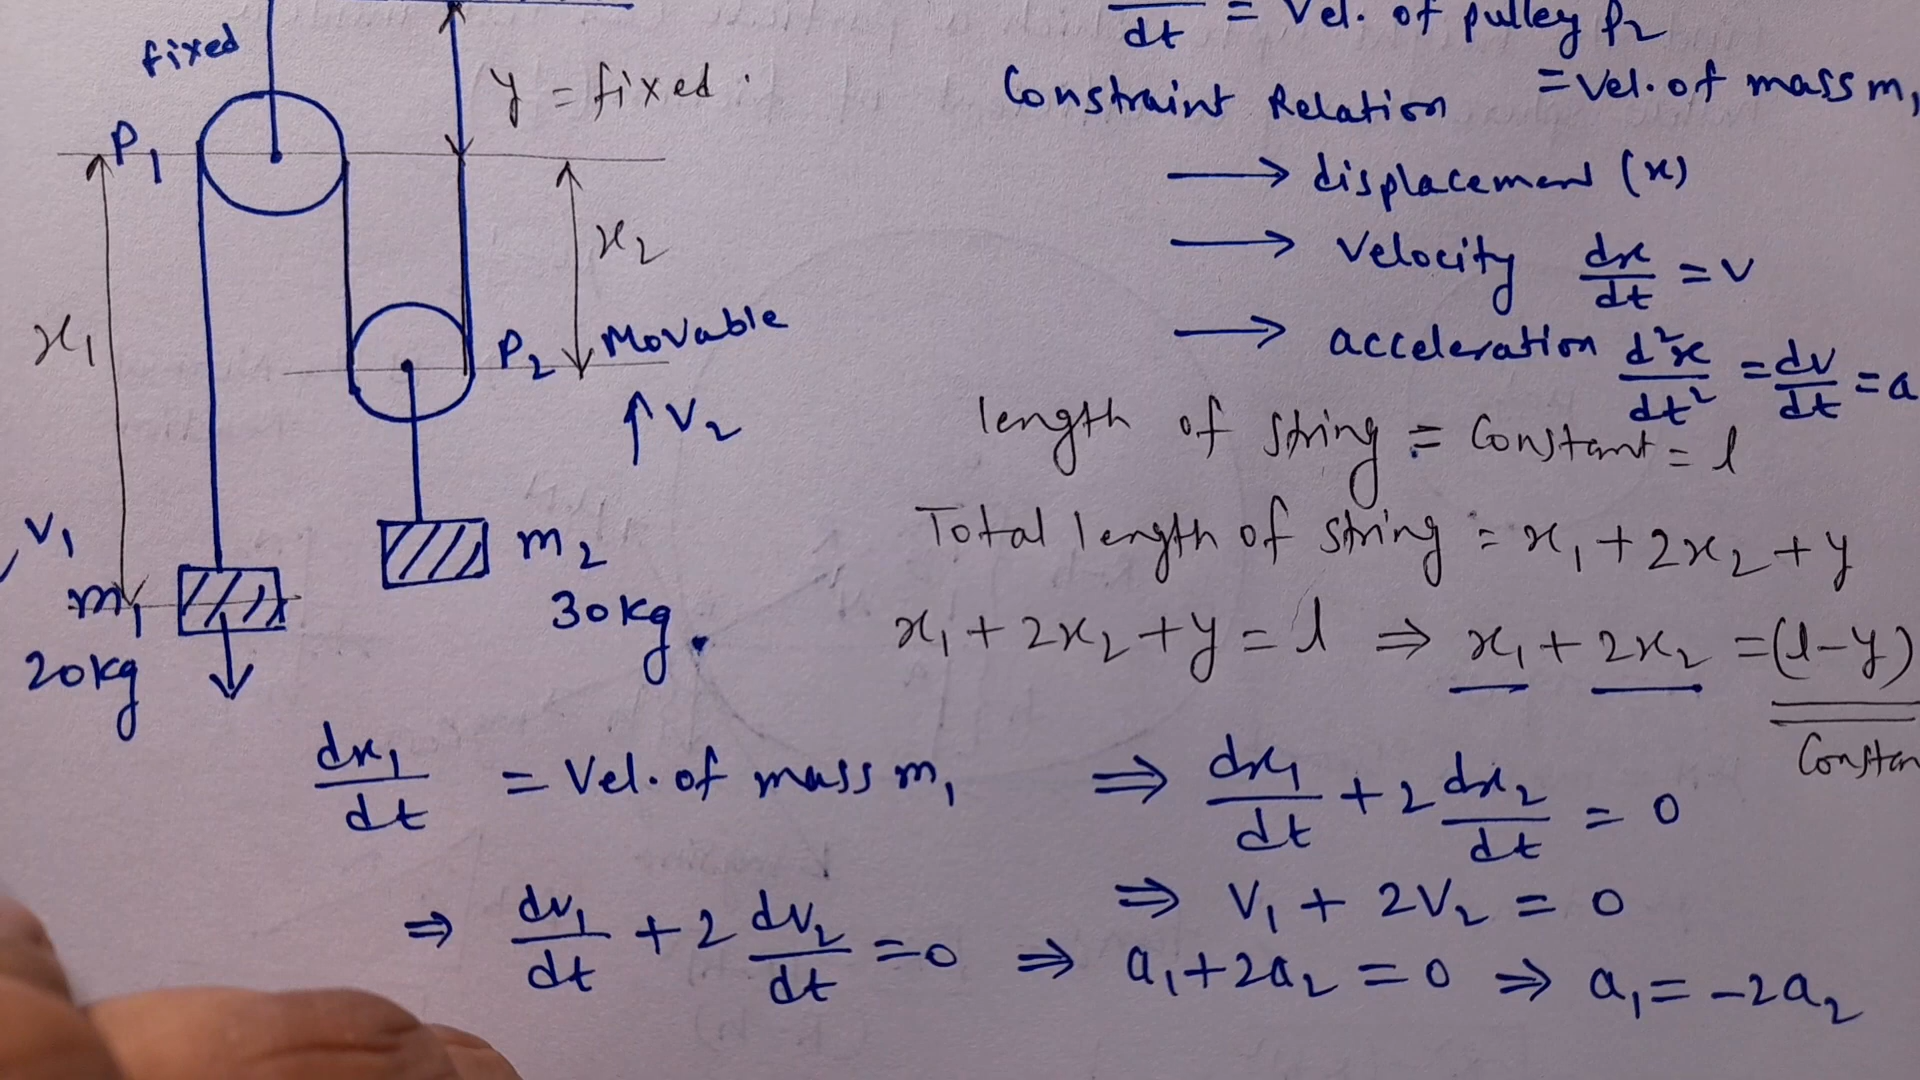 fixed
P₁
y = fixed.
x₂
x₁
P₂
Movable
↑ V₂
V₁
m₁
20kg
m₂
30kg
dt = Vel. of pulley P₂
= Vel. of mass m₁
Constraint Relation
→ displacement (x)
→ Velocity dx/dt = v
→ acceleration d²x/dt² = dv/dt = a
length of string = Constant = l
Total length of string = x₁ + 2x₂ + y
x₁ + 2x₂ + y = l ⇒ x₁ + 2x₂ = (l-y)
Constan
dx₁/dt = Vel. of mass m₁ ⇒ dx₁/dt + 2 dx₂/dt = 0
⇒ V₁ + 2V₂ = 0
⇒ dv₁/dt + 2 dv₂/dt = 0 ⇒ a₁ + 2a₂ = 0 ⇒ a₁ = -2a₂